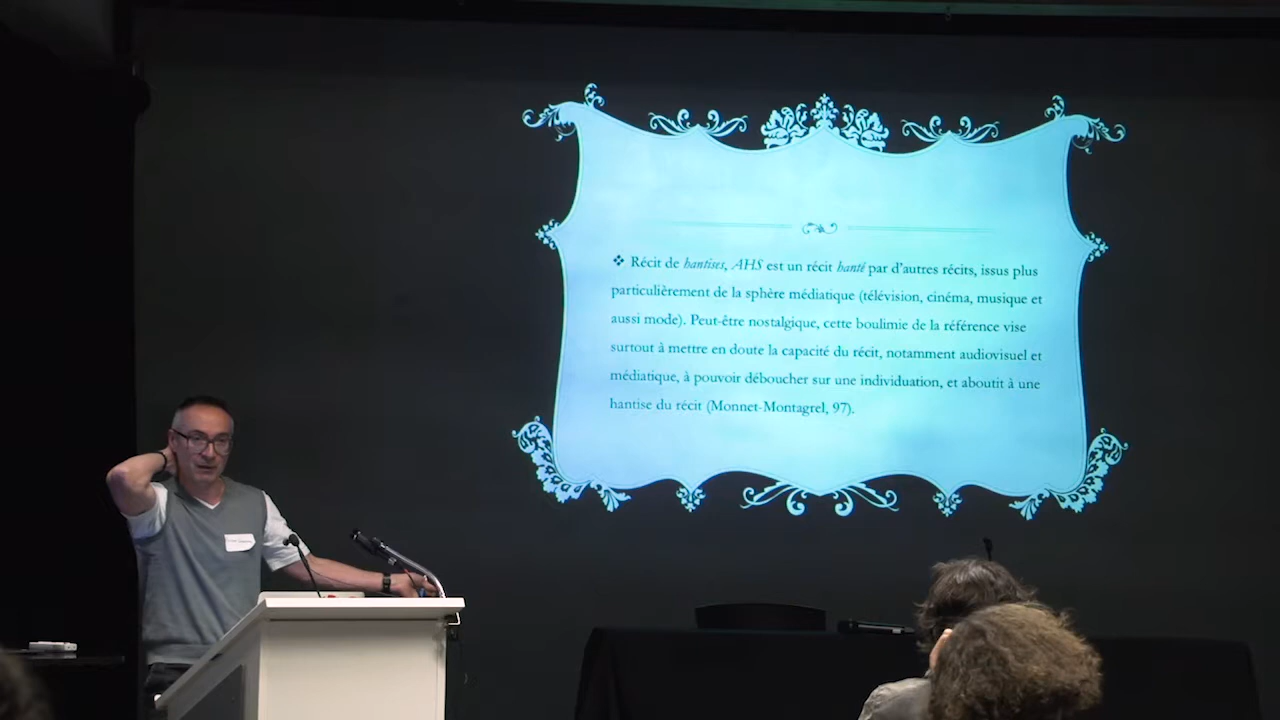 ❖ Récit de hantises, AHS est un récit hanté par d'autres récits, issus plus
particulièrement de la sphère médiatique (télévision, cinéma, musique et
aussi mode). Peut-être nostalgique, cette boulimie de la référence vise
surtout à mettre en doute la capacité du récit, notamment audiovisuel et
médiatique, à pouvoir déboucher sur une individuation, et aboutit à une
hantise du récit (Monnet-Montagrel, 97).